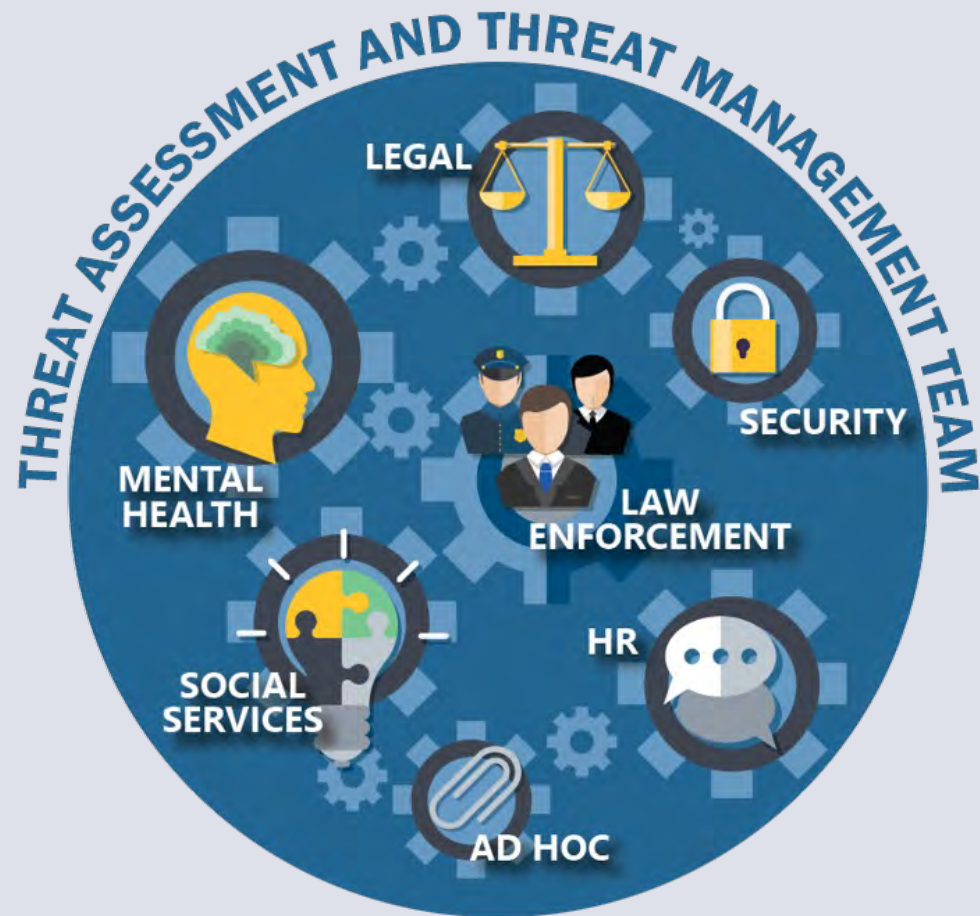 THREAT ASSESSMENT AND THREAT MANAGEMENT TEAM
LEGAL
SECURITY
MENTAL
HEALTH
LAW
ENFORCEMENT
HR
SOCIAL
SERVICES
AD HOC